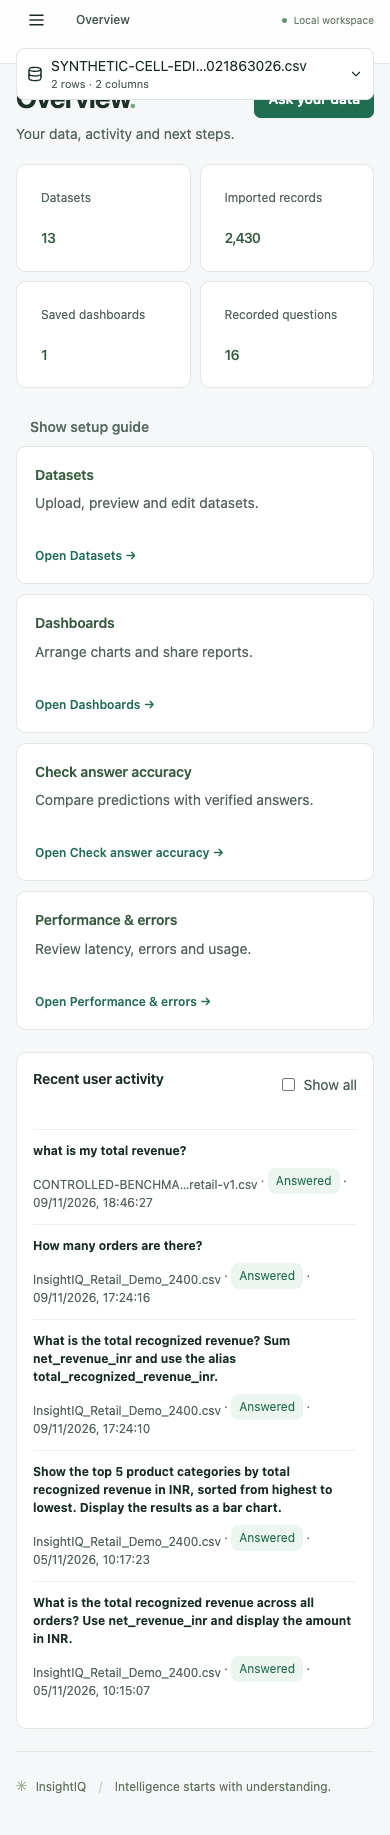 Overview
Local workspace
SYNTHETIC-CELL-EDI...021863026.csv
2 rows · 2 columns
Overview.
Ask your data
Your data, activity and next steps.
Datasets
13
Imported records
2,430
Saved dashboards
1
Recorded questions
16
Show setup guide
Datasets
Upload, preview and edit datasets.
Open Datasets →
Dashboards
Arrange charts and share reports.
Open Dashboards →
Check answer accuracy
Compare predictions with verified answers.
Open Check answer accuracy →
Performance & errors
Review latency, errors and usage.
Open Performance & errors →
Recent user activity
Show all
what is my total revenue?
CONTROLLED-BENCHMA...retail-v1.csv · Answered ·
09/11/2026, 18:46:27
How many orders are there?
InsightIQ_Retail_Demo_2400.csv · Answered ·
09/11/2026, 17:24:16
What is the total recognized revenue? Sum
net_revenue_inr and use the alias
total_recognized_revenue_inr.
InsightIQ_Retail_Demo_2400.csv · Answered ·
09/11/2026, 17:24:10
Show the top 5 product categories by total
recognized revenue in INR, sorted from highest to
lowest. Display the results as a bar chart.
InsightIQ_Retail_Demo_2400.csv · Answered ·
05/11/2026, 10:17:23
What is the total recognized revenue across all
orders? Use net_revenue_inr and display the amount
in INR.
InsightIQ_Retail_Demo_2400.csv · Answered ·
05/11/2026, 10:15:07
InsightIQ / Intelligence starts with understanding.